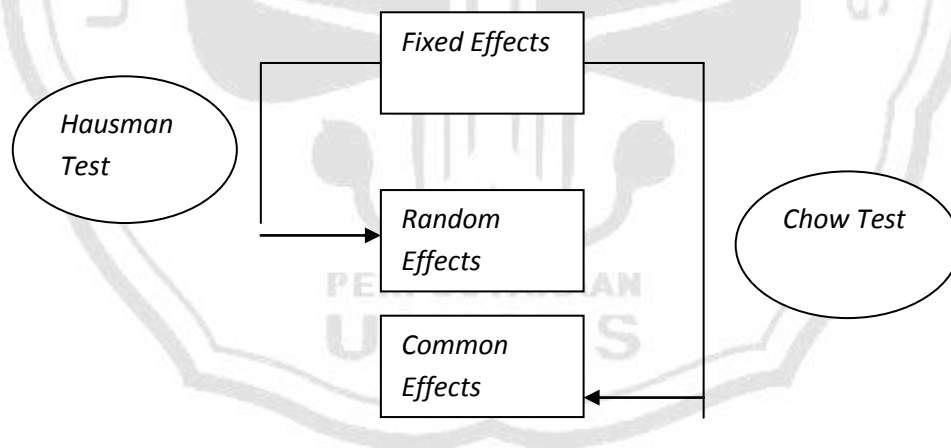 Fixed Effects
Hausman
Test
Random
Effects
Chow Test
Common
Effects